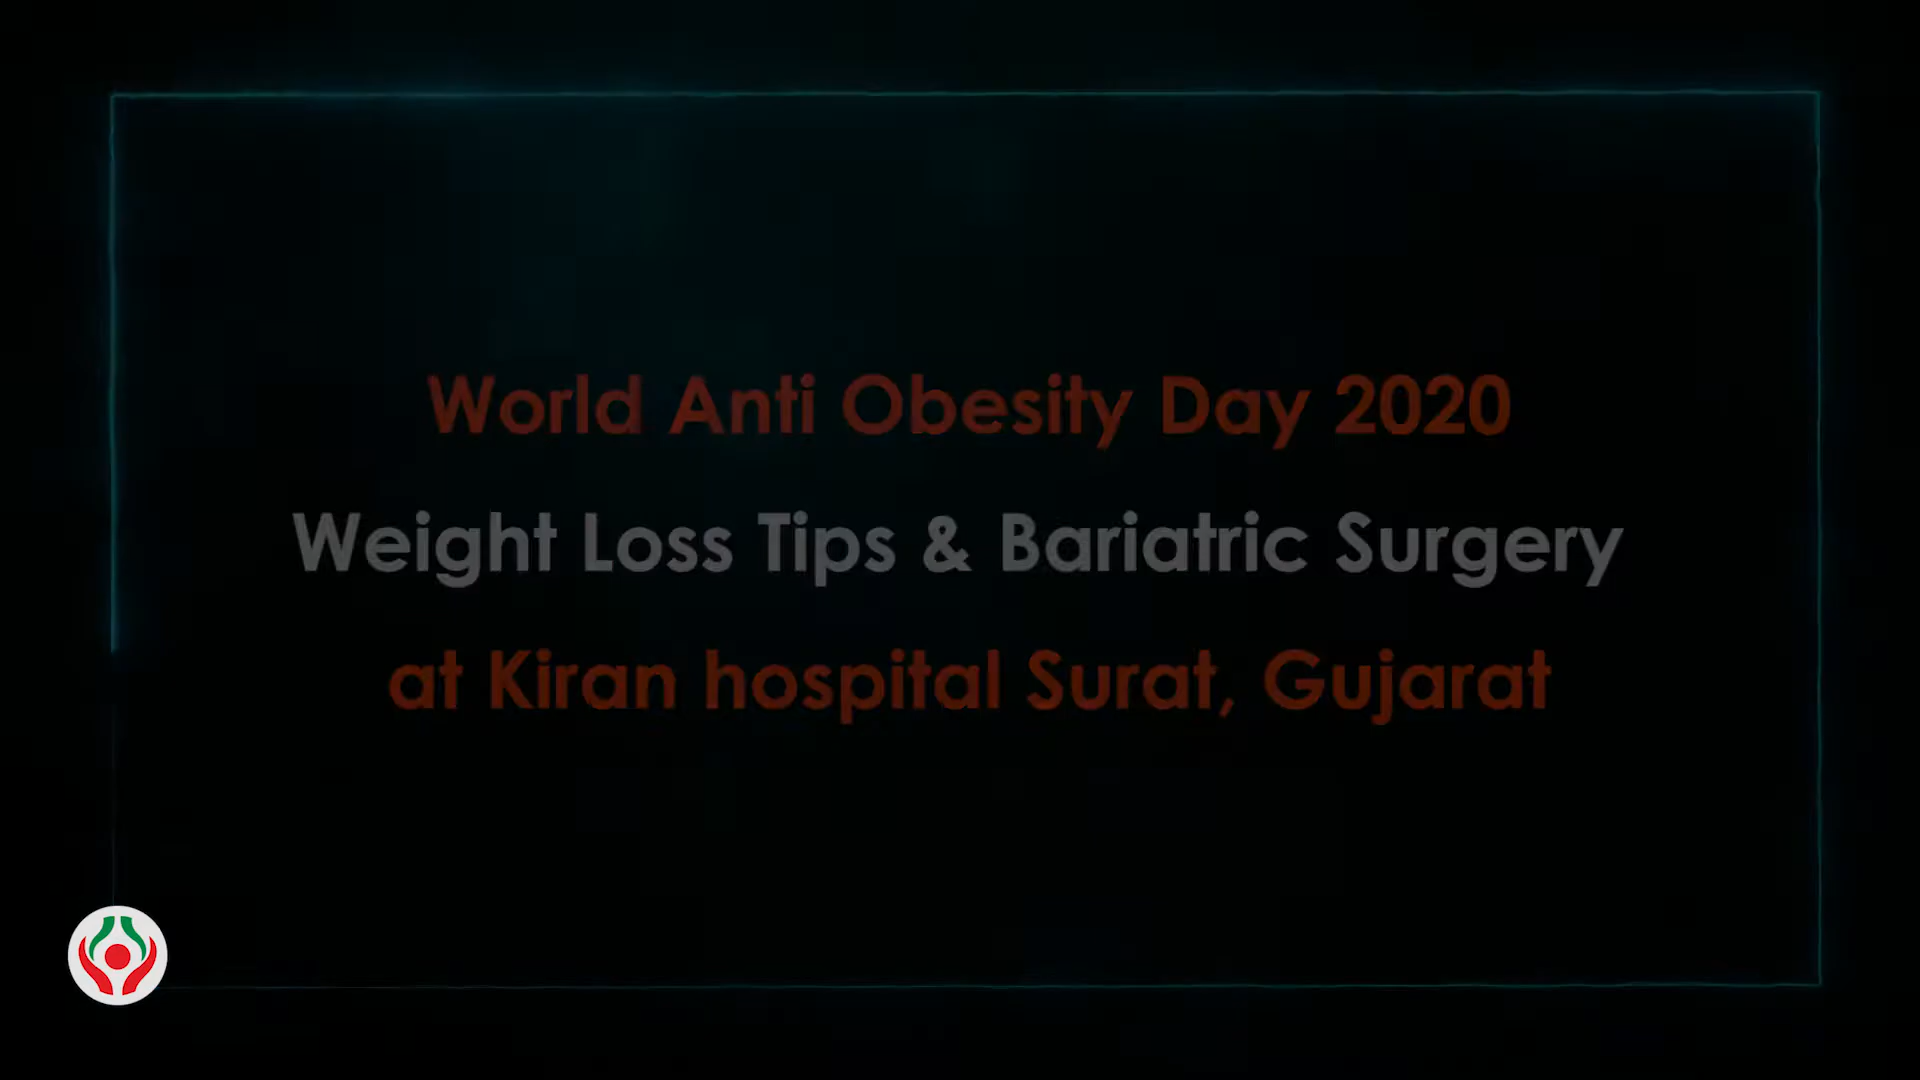 World Anti Obesity Day 2020
Weight Loss Tips & Bariatric Surgery
at Kiran hospital Surat, Gujarat